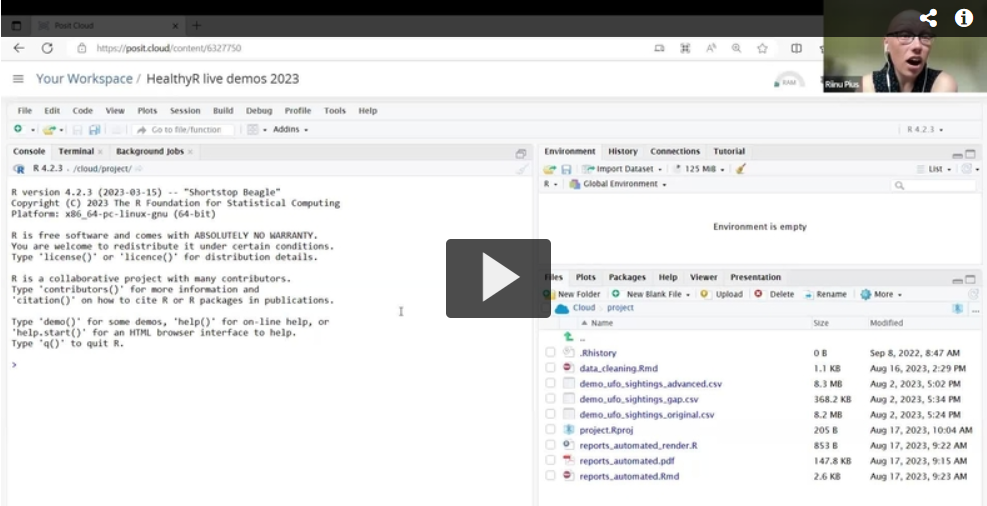 Posit Cloud
https://posit.cloud/content/6327750
Your Workspace / HealthyR live demos 2023
RAM
Riinu Pius
File Edit Code View Plots Session Build Debug Profile Tools Help
Go to file/function Addins R 4.2.3
Console Terminal Background Jobs
R 4.2.3 . /cloud/project/
R version 4.2.3 (2023-03-15) -- "Shortstop Beagle"
Copyright (C) 2023 The R Foundation for Statistical Computing
Platform: x86_64-pc-linux-gnu (64-bit)
R is free software and comes with ABSOLUTELY NO WARRANTY.
You are welcome to redistribute it under certain conditions.
Type 'license()' or 'licence()' for distribution details.
R is a collaborative project with many contributors.
Type 'contributors()' for more information and
'citation()' on how to cite R or R packages in publications.
Type 'demo()' for some demos, 'help()' for on-line help, or
'help.start()' for an HTML browser interface to help.
Type 'q()' to quit R.
>
Environment History Connections Tutorial
Import Dataset 125 MiB List
R Global Environment
Environment is empty
Files Plots Packages Help Viewer Presentation
New Folder New Blank File Upload Delete Rename More
Cloud project
Name Size Modified
..
.Rhistory 0 B Sep 8, 2022, 8:47 AM
data_cleaning.Rmd 1.1 KB Aug 16, 2023, 2:29 PM
demo_ufo_sightings_advanced.csv 8.3 MB Aug 2, 2023, 5:02 PM
demo_ufo_sightings_gap.csv 368.2 KB Aug 2, 2023, 5:34 PM
demo_ufo_sightings_original.csv 8.2 MB Aug 2, 2023, 5:24 PM
project.Rproj 205 B Aug 17, 2023, 10:04 AM
reports_automated_render.R 853 B Aug 17, 2023, 9:22 AM
reports_automated.pdf 147.8 KB Aug 17, 2023, 9:15 AM
reports_automated.Rmd 2.6 KB Aug 17, 2023, 9:23 AM